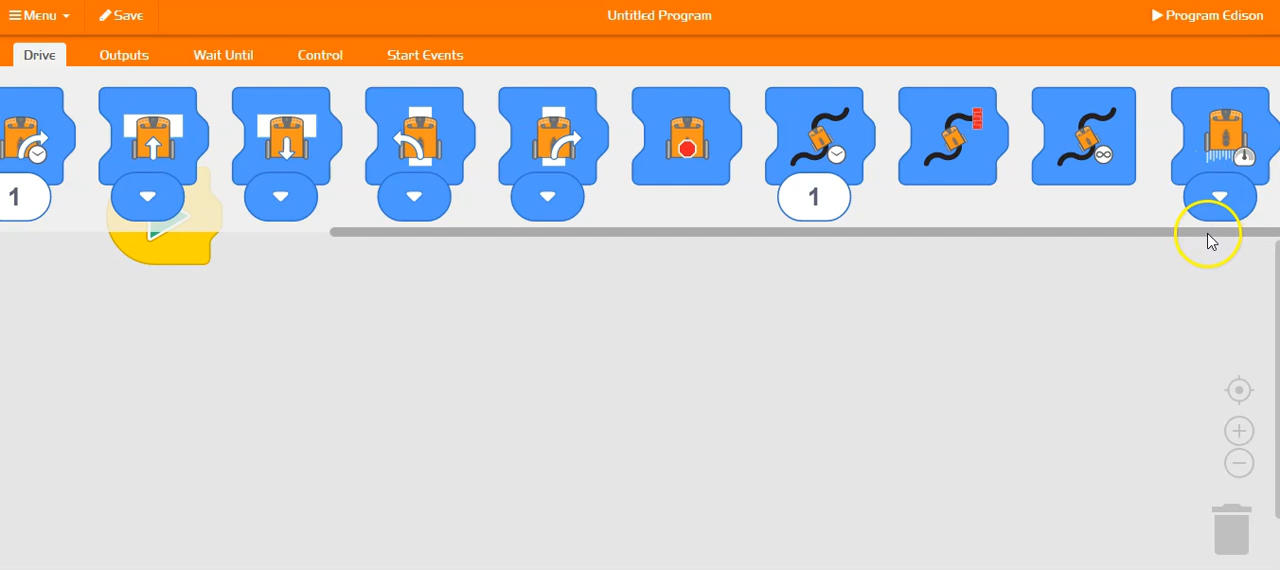 Menu Save Untitled Program Program Edison
Drive Outputs Wait Until Control Start Events
1 1